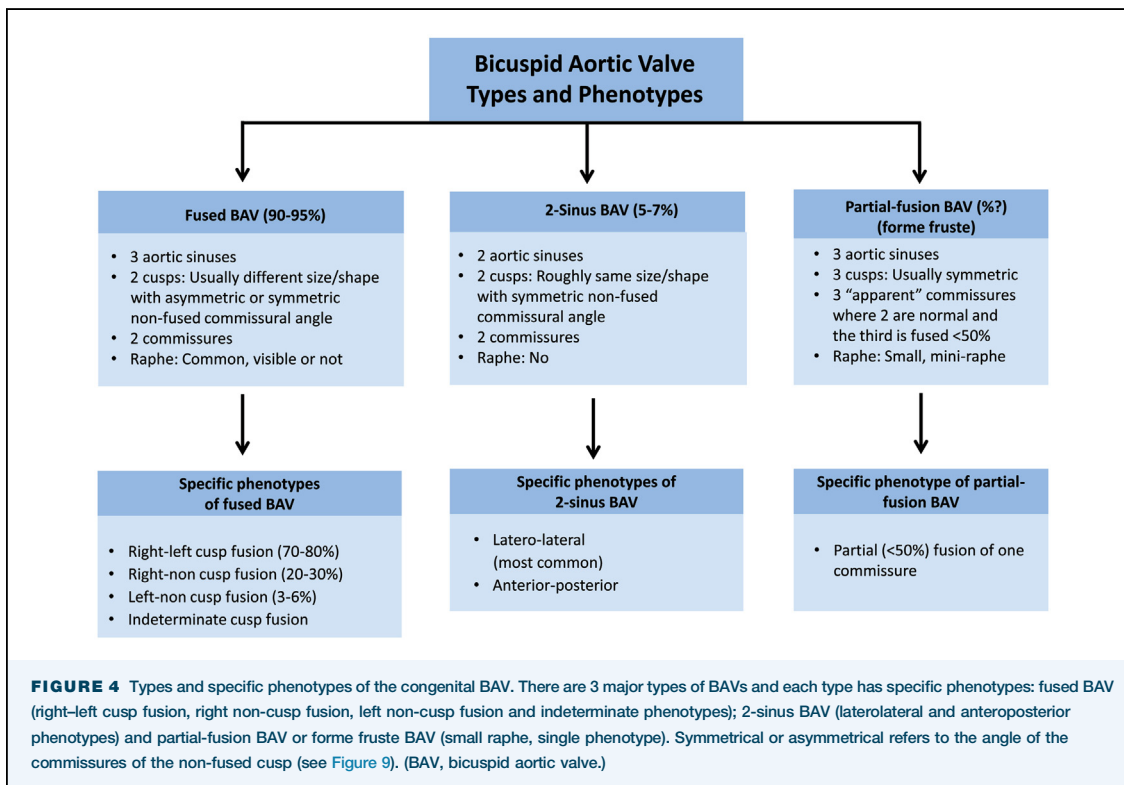 Bicuspid Aortic Valve
Types and Phenotypes
Fused BAV (90-95%)
• 3 aortic sinuses
• 2 cusps: Usually different size/shape
with asymmetric or symmetric
non-fused commissural angle
• 2 commissures
• Raphe: Common, visible or not
2-Sinus BAV (5-7%)
• 2 aortic sinuses
• 2 cusps: Roughly same size/shape
with symmetric non-fused
commissural angle
• 2 commissures
• Raphe: No
Partial-fusion BAV (%?)
(forme fruste)
• 3 aortic sinuses
• 3 cusps: Usually symmetric
• 3 “apparent” commissures
where 2 are normal and
the third is fused <50%
• Raphe: Small, mini-raphe
Specific phenotypes
of fused BAV
• Right-left cusp fusion (70-80%)
• Right-non cusp fusion (20-30%)
• Left-non cusp fusion (3-6%)
• Indeterminate cusp fusion
Specific phenotypes of
2-sinus BAV
• Latero-lateral
(most common)
• Anterior-posterior
Specific phenotype of partial-
fusion BAV
• Partial (<50%) fusion of one
commissure
FIGURE 4 Types and specific phenotypes of the congenital BAV. There are 3 major types of BAVs and each type has specific phenotypes: fused BAV
(right–left cusp fusion, right non-cusp fusion, left non-cusp fusion and indeterminate phenotypes); 2-sinus BAV (laterolateral and anteroposterior
phenotypes) and partial-fusion BAV or forme fruste BAV (small raphe, single phenotype). Symmetrical or asymmetrical refers to the angle of the
commissures of the non-fused cusp (see Figure 9). (BAV, bicuspid aortic valve.)